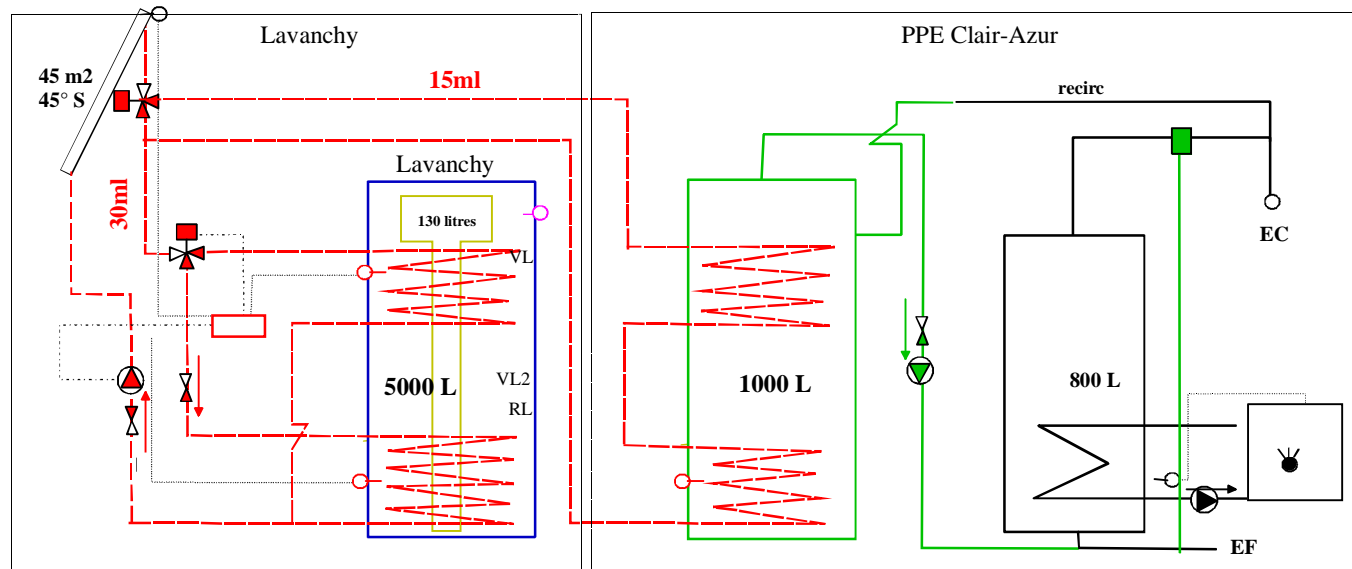 Lavanchy
PPE Clair-Azur
45 m2
45° S
15ml
recirc
Lavanchy
30ml
130 litres
VL
EC
VL2
RL
5000 L
1000 L
800 L
EF